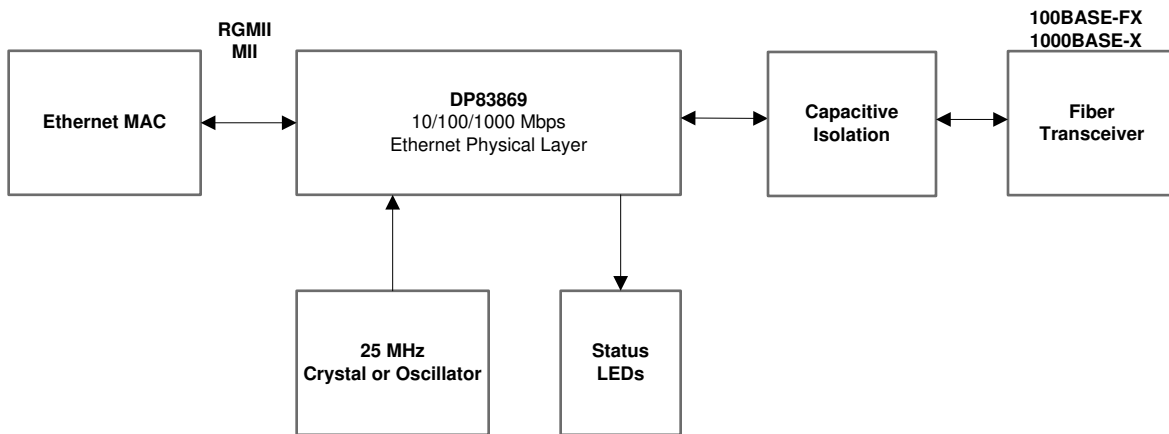 RGMII
MII
100BASE-FX
1000BASE-X
Ethernet MAC
DP83869
10/100/1000 Mbps
Ethernet Physical Layer
Capacitive
Isolation
Fiber
Transceiver
25 MHz
Crystal or Oscillator
Status
LEDs